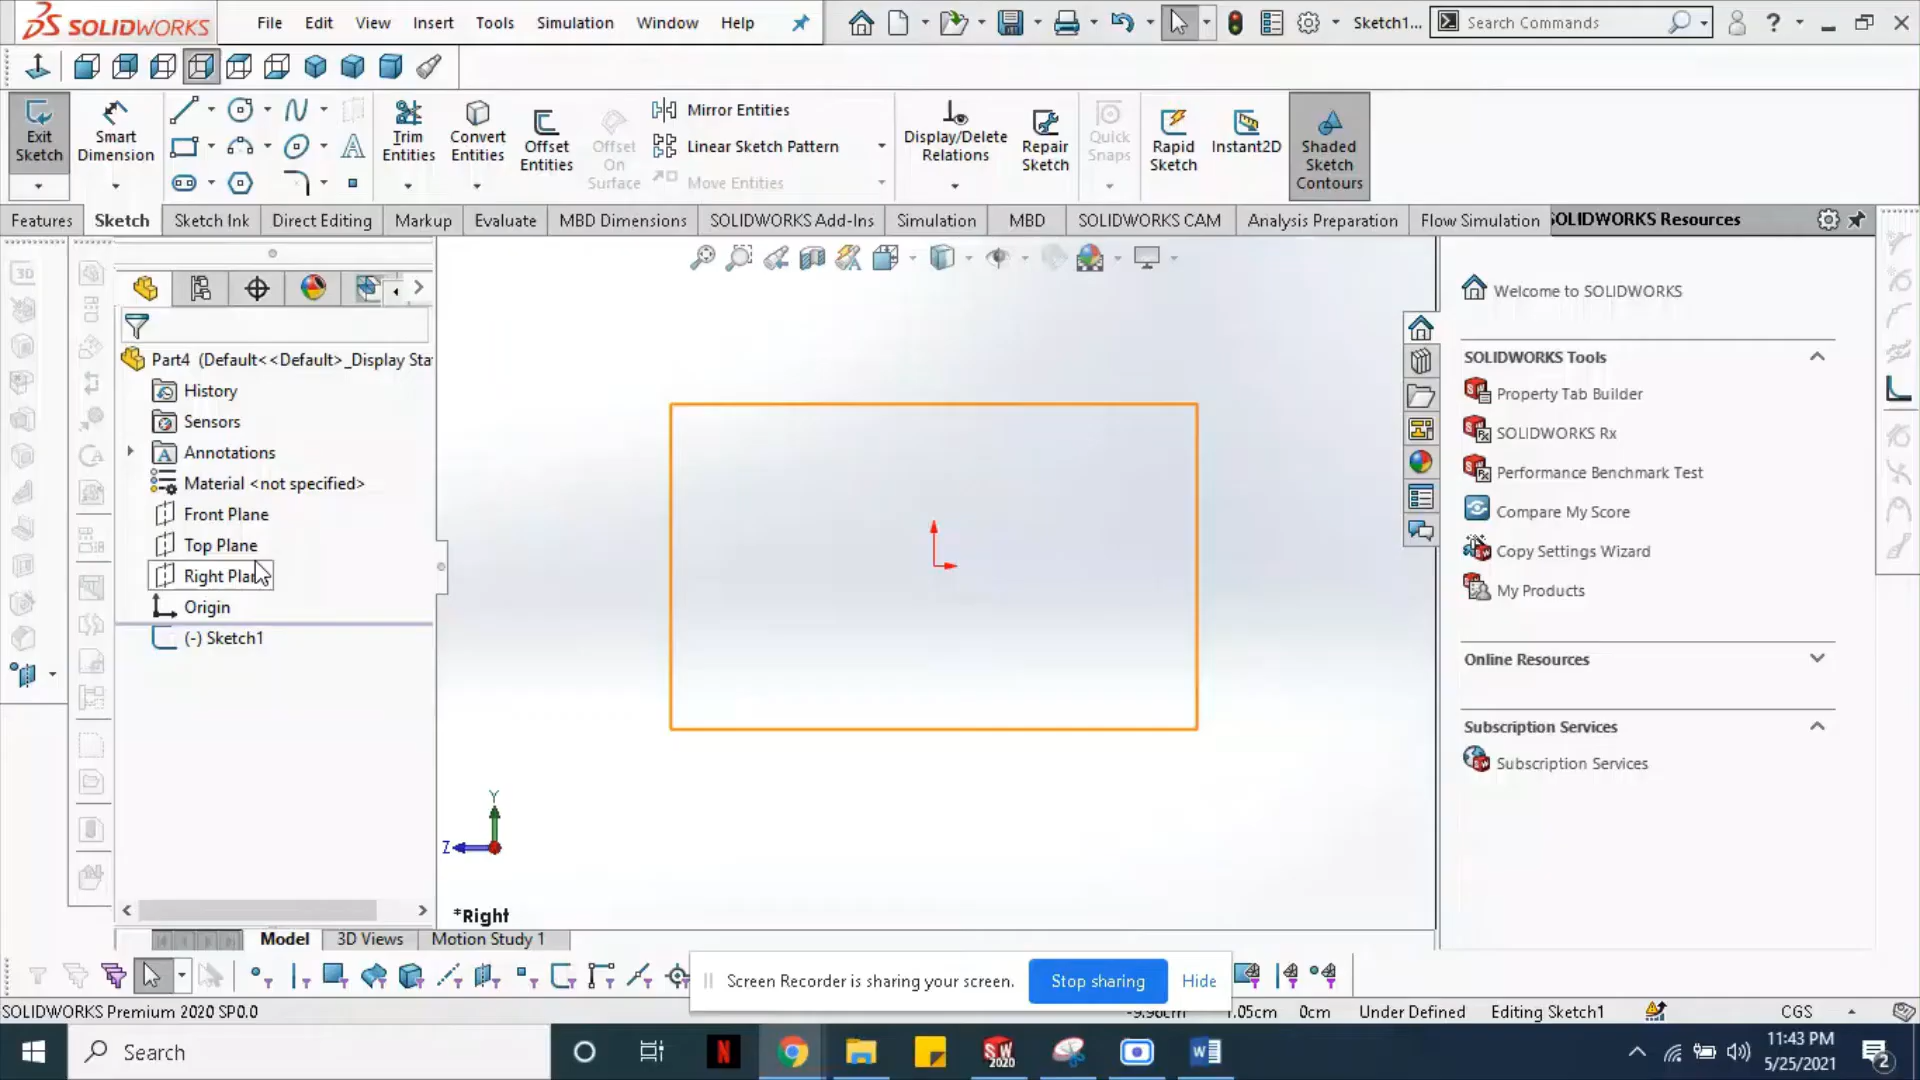 SOLIDWORKS File Edit View Insert Tools Simulation Window Help Sketch1... Search Commands ?
Exit Sketch
Smart Dimension
Trim Entities
Convert Entities
Offset Entities
Offset On Surface
Mirror Entities
Linear Sketch Pattern
Move Entities
Display/Delete Relations
Repair Sketch
Quick Snaps
Rapid Sketch
Instant2D
Shaded Sketch Contours
Features Sketch Sketch Ink Direct Editing Markup Evaluate MBD Dimensions SOLIDWORKS Add-Ins Simulation MBD SOLIDWORKS CAM Analysis Preparation Flow Simulation OLIDWORKS Resources
Part4 (Default<<Default>_Display Sta
History
Sensors
Annotations
Material <not specified>
Front Plane
Top Plane
Right Plan
Origin
(-) Sketch1
Y
Z
*Right
Welcome to SOLIDWORKS
SOLIDWORKS Tools
Property Tab Builder
SOLIDWORKS Rx
Performance Benchmark Test
Compare My Score
Copy Settings Wizard
My Products
Online Resources
Subscription Services
Subscription Services
Model 3D Views Motion Study 1
Screen Recorder is sharing your screen. Stop sharing Hide
SOLIDWORKS Premium 2020 SP0.0 0cm Under Defined Editing Sketch1 CGS
Search
N
SW 2020
11:43 PM
5/25/2021
2